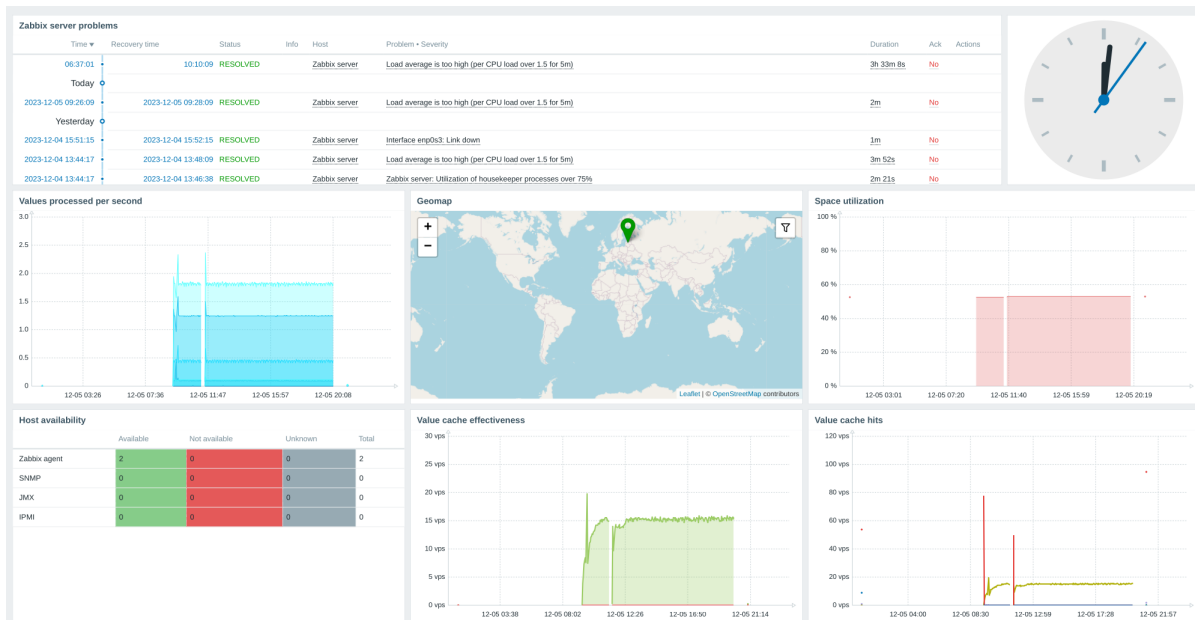 Zabbix server problems
Time ▼ Recovery time Status Info Host Problem • Severity Duration Ack Actions
06:37:01 10:10:09 RESOLVED Zabbix server Load average is too high (per CPU load over 1.5 for 5m) 3h 33m 8s No
Today
2023-12-05 09:26:09 2023-12-05 09:28:09 RESOLVED Zabbix server Load average is too high (per CPU load over 1.5 for 5m) 2m No
Yesterday
2023-12-04 15:51:15 2023-12-04 15:52:15 RESOLVED Zabbix server Interface enp0s3: Link down 1m No
2023-12-04 13:44:17 2023-12-04 13:48:09 RESOLVED Zabbix server Load average is too high (per CPU load over 1.5 for 5m) 3m 52s No
2023-12-04 13:44:17 2023-12-04 13:46:38 RESOLVED Zabbix server Zabbix server: Utilization of housekeeper processes over 75% 2m 21s No
Values processed per second
3.0
2.5
2.0
1.5
1.0
0.5
0
12-05 03:26 12-05 07:36 12-05 11:47 12-05 15:57 12-05 20:08
Geomap
+
−
Leaflet | © OpenStreetMap contributors
Space utilization
100 %
80 %
60 %
40 %
20 %
0 %
12-05 03:01 12-05 07:20 12-05 11:40 12-05 15:59 12-05 20:19
Host availability
Available Not available Unknown Total
Zabbix agent 2 0 0 2
SNMP 0 0 0 0
JMX 0 0 0 0
IPMI 0 0 0 0
Value cache effectiveness
30 vps
25 vps
20 vps
15 vps
10 vps
5 vps
0 vps
12-05 03:38 12-05 08:02 12-05 12:26 12-05 16:50 12-05 21:14
Value cache hits
120 vps
100 vps
80 vps
60 vps
40 vps
20 vps
0 vps
12-05 04:00 12-05 08:30 12-05 12:59 12-05 17:28 12-05 21:57